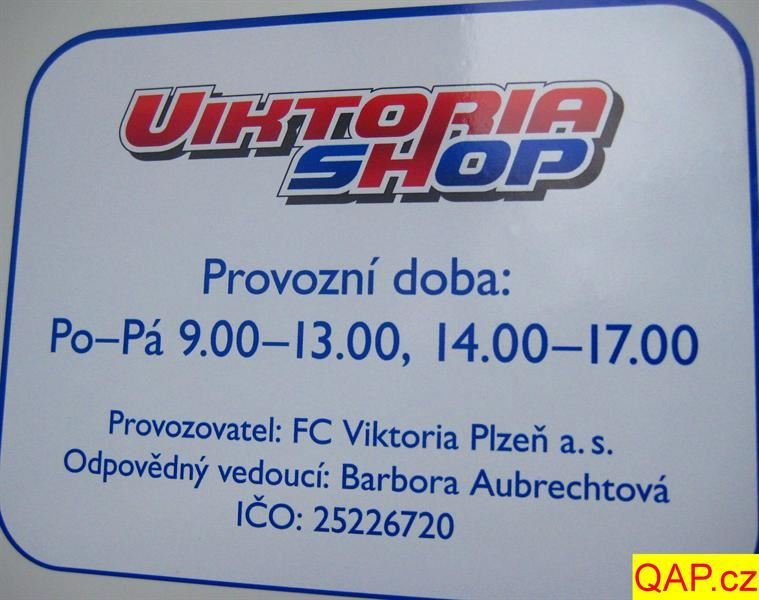 VIKTORIA
SHOP
Provozní doba:
Po–Pá 9.00–13.00, 14.00–17.00
Provozovatel: FC Viktoria Plzeň a. s.
Odpovědný vedoucí: Barbora Aubrechtová
IČO: 25226720
QAP.cz